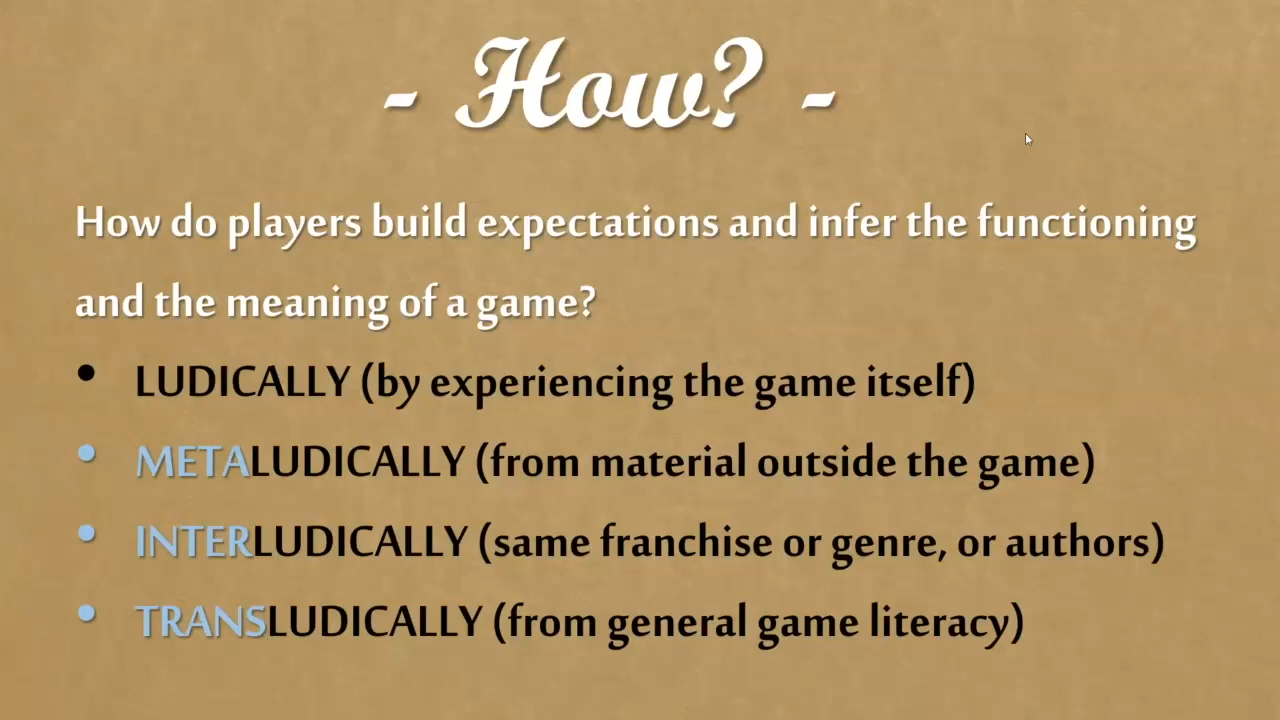 - How? -
How do players build expectations and infer the functioning
and the meaning of a game?
• LUDICALLY (by experiencing the game itself)
• METALUDICALLY (from material outside the game)
• INTERLUDICALLY (same franchise or genre, or authors)
• TRANSLUDICALLY (from general game literacy)